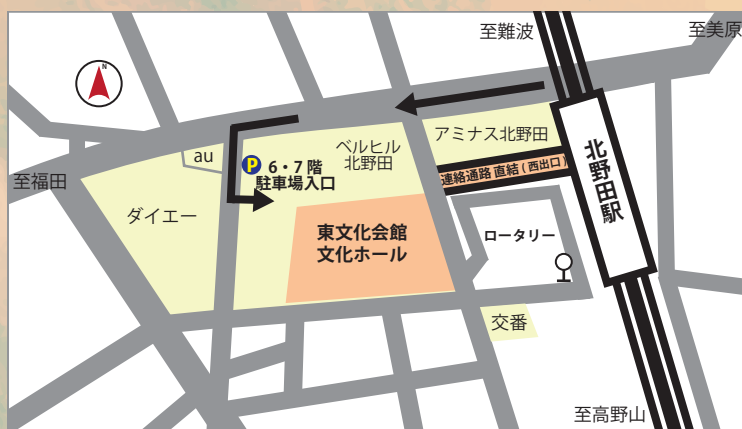 至難波
至美原
N
アミナス北野田
au
ベルヒル
北野田
P
6・7階
駐車場入口
連絡通路 直結 ( 西出口 )
北野田駅
至福田
ダイエー
東文化会館
文化ホール
ロータリー
交番
至高野山